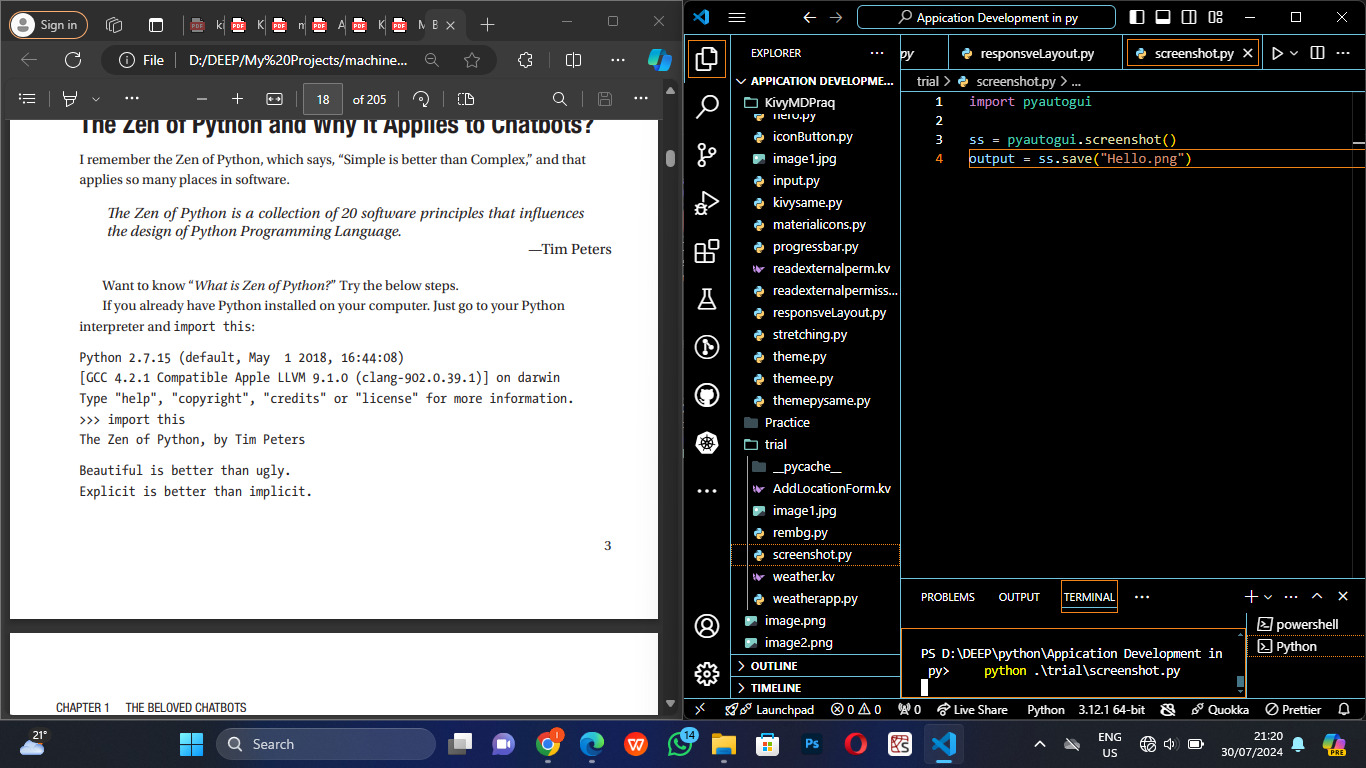 Sign in
File
D:/DEEP/My%20Projects/machine...
18 of 205
The Zen of Python and Why It Applies to Chatbots?
I remember the Zen of Python, which says, “Simple is better than Complex,” and that
applies so many places in software.
The Zen of Python is a collection of 20 software principles that influences
the design of Python Programming Language.
—Tim Peters
Want to know “What is Zen of Python?” Try the below steps.
If you already have Python installed on your computer. Just go to your Python
interpreter and import this:
Python 2.7.15 (default, May  1 2018, 16:44:08)
[GCC 4.2.1 Compatible Apple LLVM 9.1.0 (clang-902.0.39.1)] on darwin
Type "help", "copyright", "credits" or "license" for more information.
>>> import this
The Zen of Python, by Tim Peters
Beautiful is better than ugly.
Explicit is better than implicit.
3
CHAPTER 1 THE BELOVED CHATBOTS
Appication Development in py
EXPLORER
APPICATION DEVELOPME...
KivyMDPraq
hero.py
iconButton.py
image1.jpg
input.py
kivysame.py
materialicons.py
progressbar.py
readexternalperm.kv
readexternalpermiss...
responsveLayout.py
stretching.py
theme.py
themee.py
themepysame.py
Practice
trial
__pycache__
AddLocationForm.kv
image1.jpg
rembg.py
screenshot.py
weather.kv
weatherapp.py
image.png
image2.png
OUTLINE
TIMELINE
py
responsveLayout.py
screenshot.py
trial > screenshot.py > ...
1 import pyautogui
2
3 ss = pyautogui.screenshot()
4 output = ss.save("Hello.png")
PROBLEMS OUTPUT TERMINAL
powershell
Python
PS D:\DEEP\python\Appication Development in
py> python .\trial\screenshot.py
Launchpad
0 0
0
Live Share
Python
3.12.1 64-bit
Quokka
Prettier
21°
Search
14
Ps
ENG
US
21:20
30/07/2024
PRE